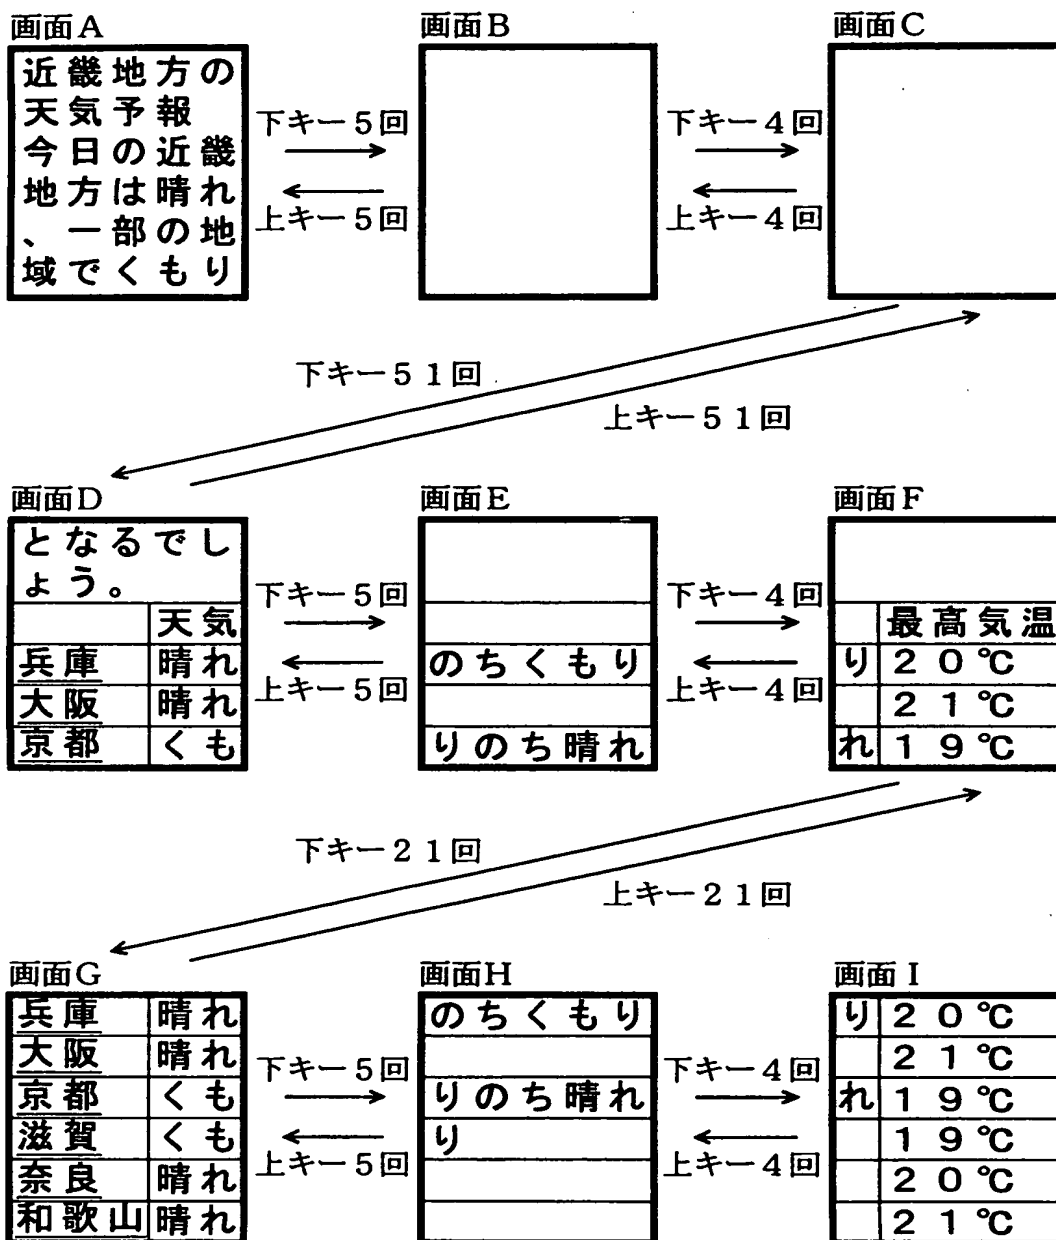 画面A
近畿地方の
天気予報
今日の近畿
地方は晴れ
、一部の地
域でくもり
下キー5回
上キー5回
画面B
下キー4回
上キー4回
画面C
下キー51回
上キー51回
画面D
となるでし
ょう。
天気
兵庫 晴れ
大阪 晴れ
京都 くも
下キー5回
上キー5回
画面E
のちくもり
りのち晴れ
下キー4回
上キー4回
画面F
最高気温
り 20℃
21℃
れ 19℃
下キー21回
上キー21回
画面G
兵庫 晴れ
大阪 晴れ
京都 くも
滋賀 くも
奈良 晴れ
和歌山 晴れ
下キー5回
上キー5回
画面H
のちくもり
りのち晴れ
り
下キー4回
上キー4回
画面I
り 20℃
21℃
れ 19℃
19℃
20℃
21℃